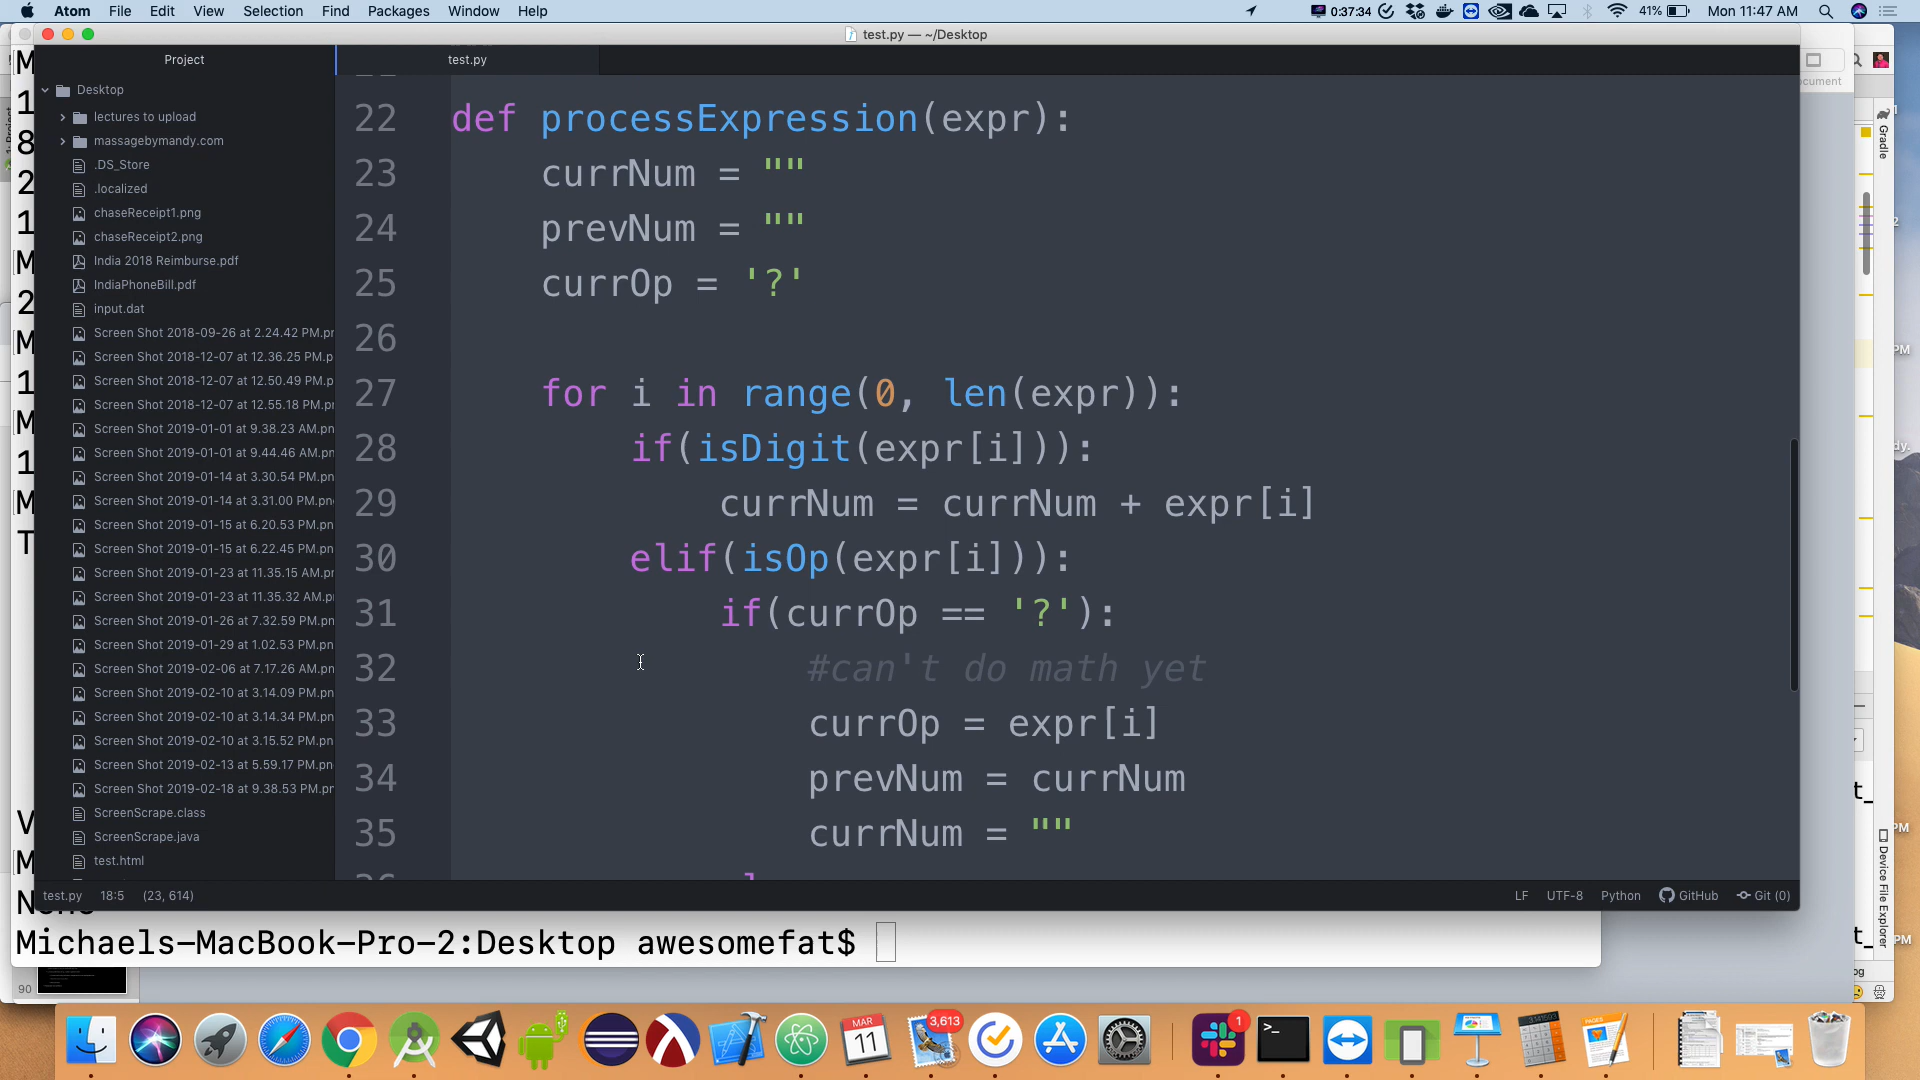 Atom File Edit View Selection Find Packages Window Help
0:37:34 41% Mon 11:47 AM
test.py — ~/Desktop
Project
test.py
Desktop
lectures to upload
massagebymandy.com
.DS_Store
.localized
chaseReceipt1.png
chaseReceipt2.png
India 2018 Reimburse.pdf
IndiaPhoneBill.pdf
input.dat
Screen Shot 2018-09-26 at 2.24.42 PM.pr
Screen Shot 2018-12-07 at 12.36.25 PM.p
Screen Shot 2018-12-07 at 12.50.49 PM.p
Screen Shot 2018-12-07 at 12.55.18 PM.pr
Screen Shot 2019-01-01 at 9.38.23 AM.pn
Screen Shot 2019-01-01 at 9.44.46 AM.pn
Screen Shot 2019-01-14 at 3.30.54 PM.pn
Screen Shot 2019-01-14 at 3.31.00 PM.pn
Screen Shot 2019-01-15 at 6.20.53 PM.pn
Screen Shot 2019-01-15 at 6.22.45 PM.pn
Screen Shot 2019-01-23 at 11.35.15 AM.pr
Screen Shot 2019-01-23 at 11.35.32 AM.pr
Screen Shot 2019-01-26 at 7.32.59 PM.pn
Screen Shot 2019-01-29 at 1.02.53 PM.pn
Screen Shot 2019-02-06 at 7.17.26 AM.pn
Screen Shot 2019-02-10 at 3.14.09 PM.pn
Screen Shot 2019-02-10 at 3.14.34 PM.pn
Screen Shot 2019-02-10 at 3.15.52 PM.pn
Screen Shot 2019-02-13 at 5.59.17 PM.pn
Screen Shot 2019-02-18 at 9.38.53 PM.pr
ScreenScrape.class
ScreenScrape.java
test.html
22 def processExpression(expr):
23 currNum = ""
24 prevNum = ""
25 currOp = '?'
26
27 for i in range(0, len(expr)):
28 if(isDigit(expr[i])):
29 currNum = currNum + expr[i]
30 elif(isOp(expr[i])):
31 if(currOp == '?'):
32 #can't do math yet
33 currOp = expr[i]
34 prevNum = currNum
35 currNum = ""
test.py 18:5 (23, 614)
LF UTF-8 Python GitHub Git (0)
Gradle
Device File Explorer
Michaels-MacBook-Pro-2:Desktop awesomefat$
90
MAR
11
3,613
1